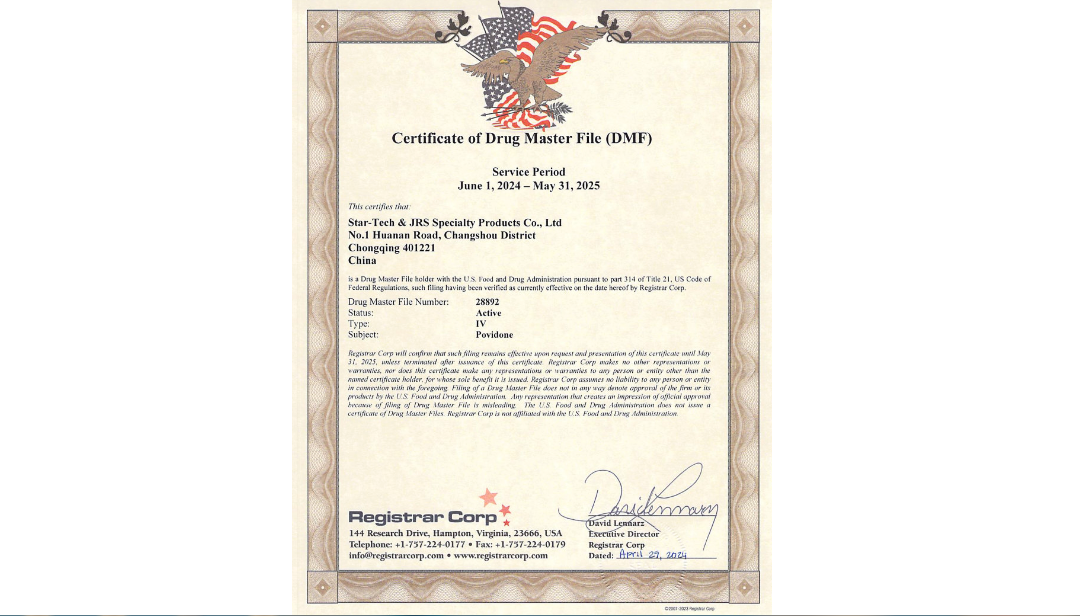 Certificate of Drug Master File (DMF)
Service Period
June 1, 2024 – May 31, 2025
This certifies that:
Star-Tech & JRS Specialty Products Co., Ltd
No.1 Huanan Road, Changshou District
Chongqing 401221
China
is a Drug Master File holder with the U.S. Food and Drug Administration pursuant to part 314 of Title 21, US Code of
Federal Regulations, such filing having been verified as currently effective on the date hereof by Registrar Corp.
Drug Master File Number: 28892
Status: Active
Type: IV
Subject: Povidone
Registrar Corp will confirm that such filing remains effective upon request and presentation of this certificate until May
31, 2025, unless terminated after issuance of this certificate. Registrar Corp makes no other representations or
warranties, nor does this certificate make any representations or warranties to any person or entity other than the
named certificate holder, for whose sole benefit it is issued. Registrar Corp assumes no liability to any person or entity
in connection with the foregoing. Filing of a Drug Master File does not in any way denote approval of the firm or its
products by the U.S. Food and Drug Administration. Any representation that creates an impression of official approval
because of filing of Drug Master File is misleading. The U.S. Food and Drug Administration does not issue a
certificate of Drug Master Files. Registrar Corp is not affiliated with the U.S. Food and Drug Administration.
Registrar Corp
144 Research Drive, Hampton, Virginia, 23666, USA
Telephone: +1-757-224-0177 • Fax: +1-757-224-0179
info@registrarcorp.com • www.registrarcorp.com
David Lennarz
Executive Director
Registrar Corp
Dated: April 29, 2024
©2001-2023 Registrar Corp